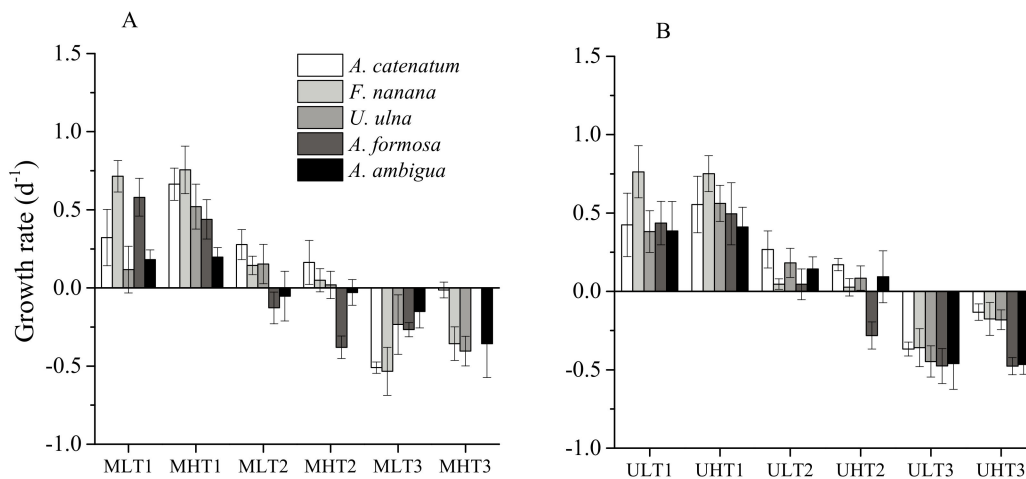 A
1.5
1.0
0.5
0.0
-0.5
-1.0
Growth rate (d-1)
A. catenatum
F. nanana
U. ulna
A. formosa
A. ambigua
MLT1 MHT1 MLT2 MHT2 MLT3 MHT3
B
1.5
1.0
0.5
0.0
-0.5
-1.0
ULT1 UHT1 ULT2 UHT2 ULT3 UHT3